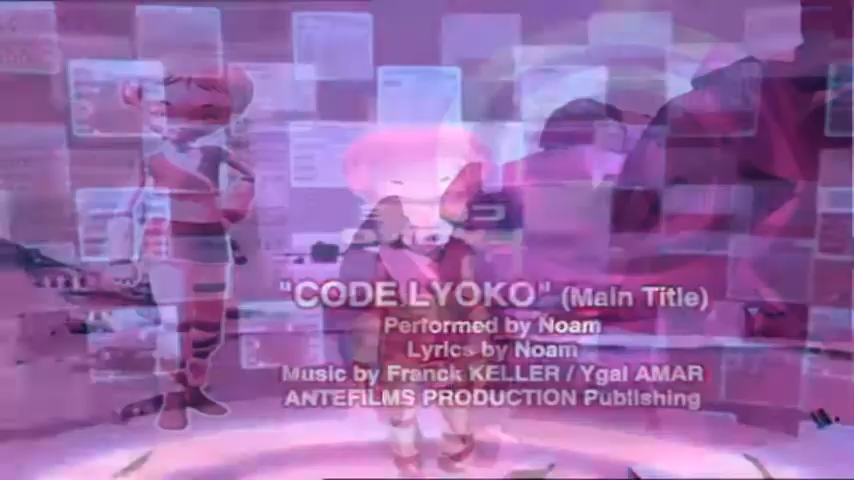 "CODE LYOKO" (Main Title)
Performed by Noam
Lyrics by Noam
Music by Franck KELLER / Ygal AMAR
ANTEFILMS PRODUCTION Publishing